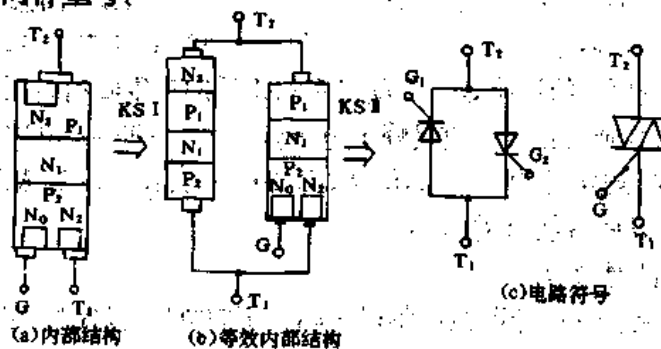 T₂
N₃
P₁
N₁
P₂
N₀ N₂
G T₁
(a)内部结构
KS Ⅰ
T₂
N₃
P₁
N₁
P₂
P₁
N₁
P₂
N₀ N₂
G
T₁
(b)等效内部结构
KS Ⅱ
T₂
G₁
G₂
T₁
T₂
G
T₁
(c)电路符号